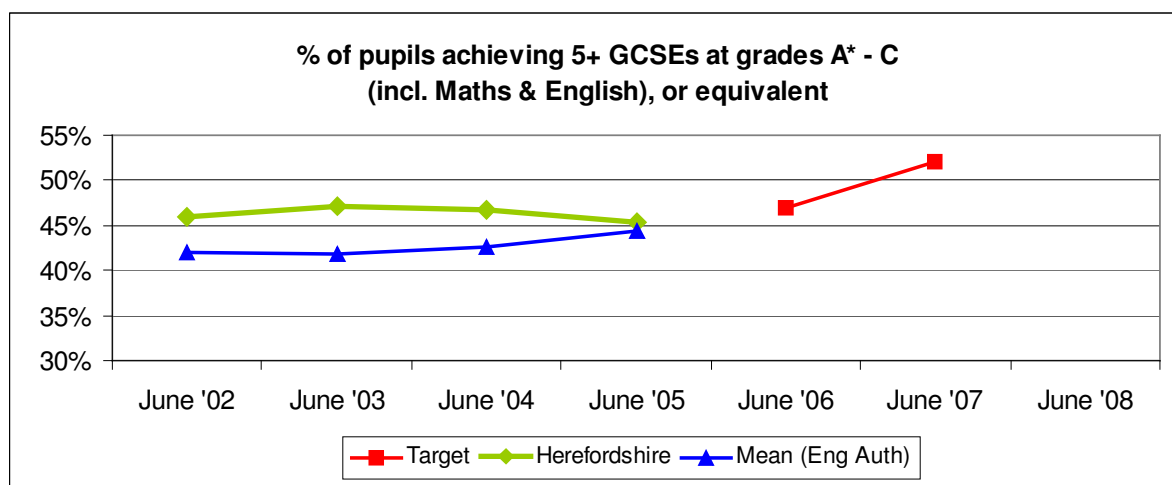 % of pupils achieving 5+ GCSEs at grades A* - C
(incl. Maths & English), or equivalent
55%
50%
45%
40%
35%
30%
June '02 June '03 June '04 June '05 June '06 June '07 June '08
Target Herefordshire Mean (Eng Auth)